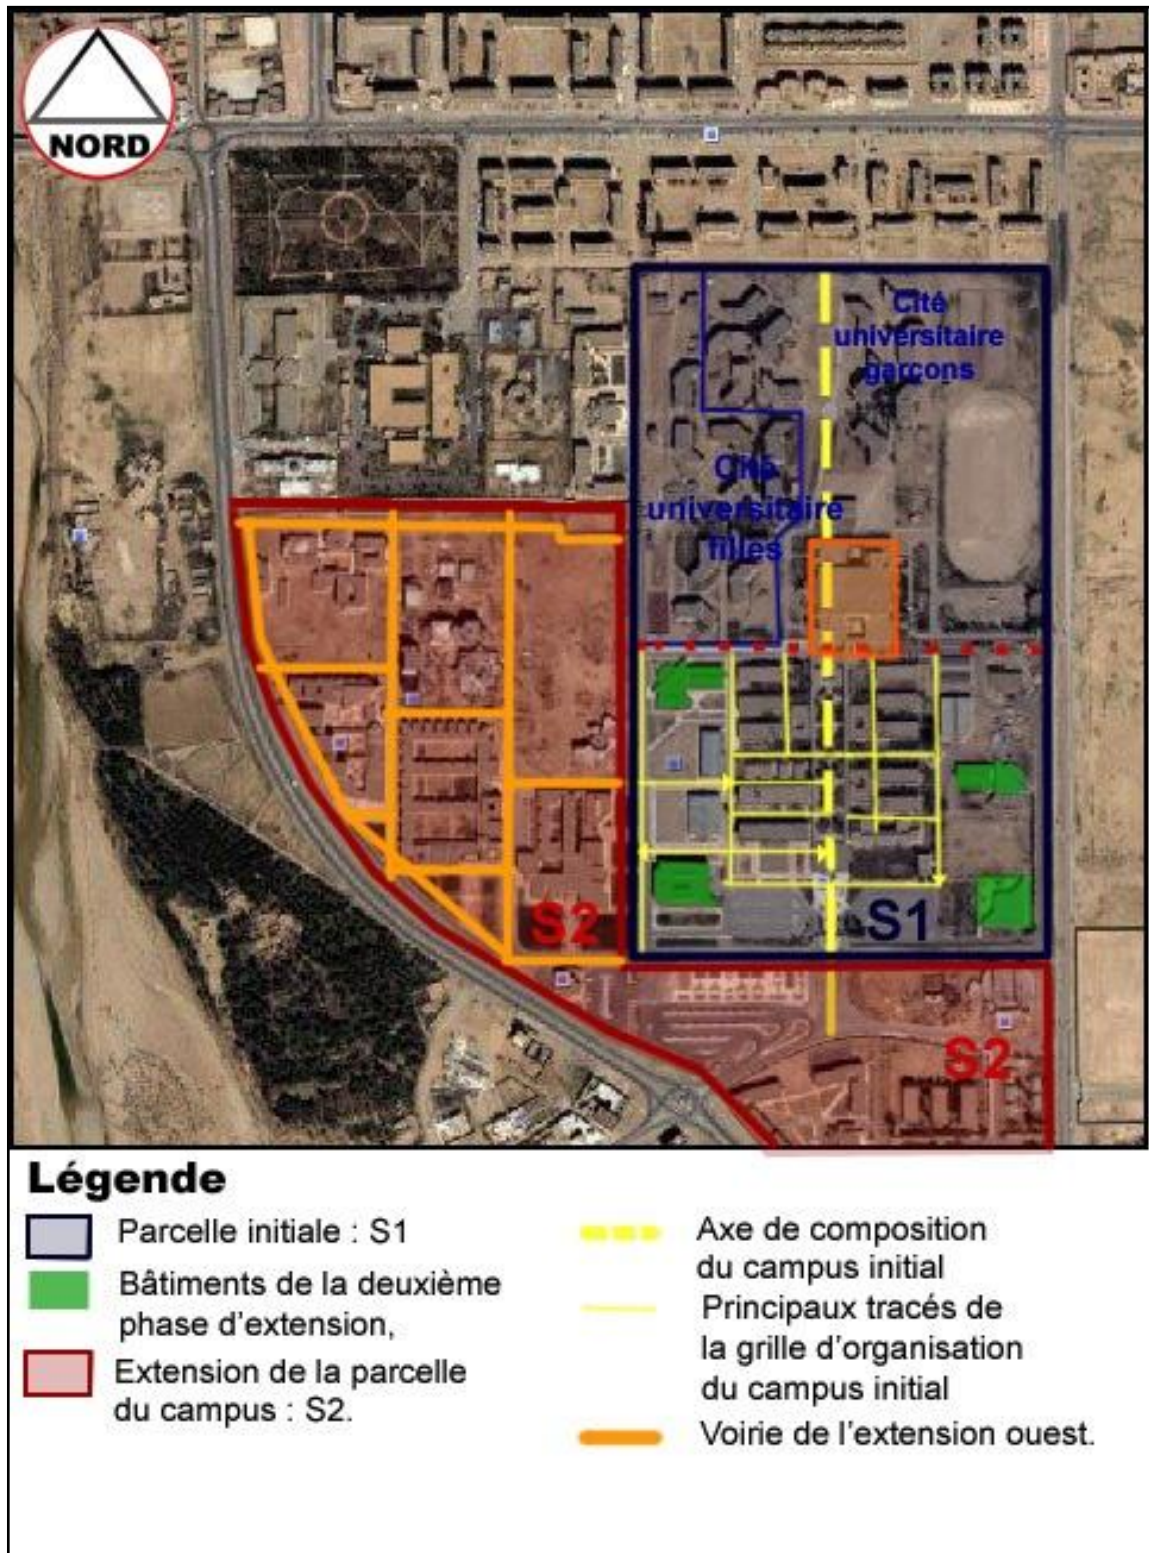 NORD
Cité
universitaire
garçons
Cité
universitaire
filles
S2
S1
S2
Légende
Parcelle initiale : S1
Bâtiments de la deuxième
phase d'extension,
Extension de la parcelle
du campus : S2.
Axe de composition
du campus initial
Principaux tracés de
la grille d'organisation
du campus initial
Voirie de l'extension ouest.